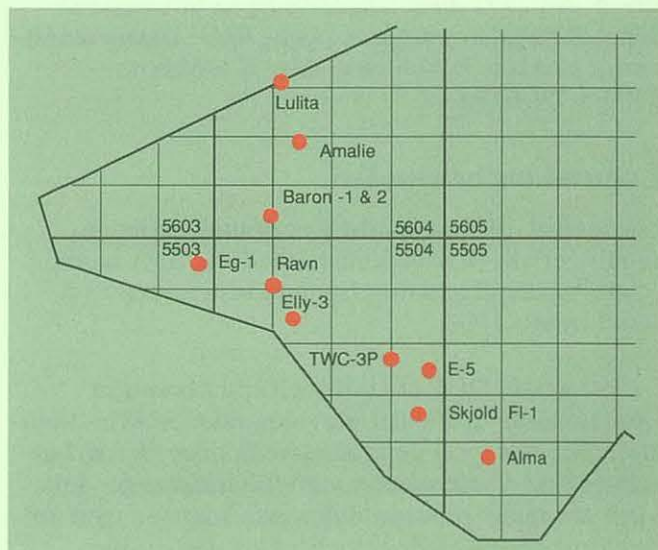 Lulita
Amalie
Baron -1 & 2
5603
5604
5605
5503
5504
5505
Eg-1
Ravn
Elly-3
TWC-3P
E-5
Skjold Fl-1
Alma